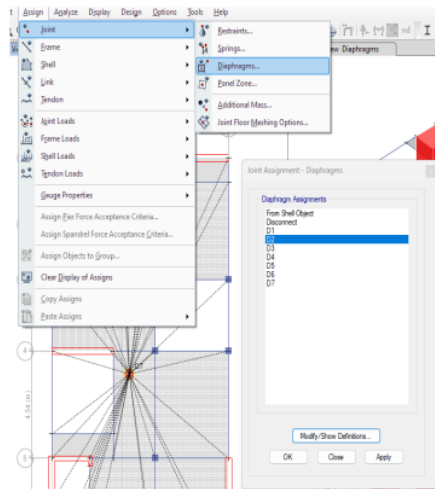 Assign Analyze Display Design Options Tools Help
Joint
Frame
Shell
Link
Tendon
Joint Loads
Frame Loads
Shell Loads
Tendon Loads
Gauge Properties
Assign Pier Force Acceptance Criteria...
Assign Spandrel Force Acceptance Criteria...
Assign Objects to Group...
Clear Display of Assigns
Copy Assigns
Paste Assigns
Restraints...
Springs...
Diaphragms...
Panel Zone...
Additional Mass...
Joint Floor Meshing Options...
ew Diaphragms
Joint Assignment - Diaphragms
Diaphragm Assignments
From Shell Object
Disconnect
D1
D2
D3
D4
D5
D6
D7
Modify/Show Definitions...
OK Close Apply
4
5